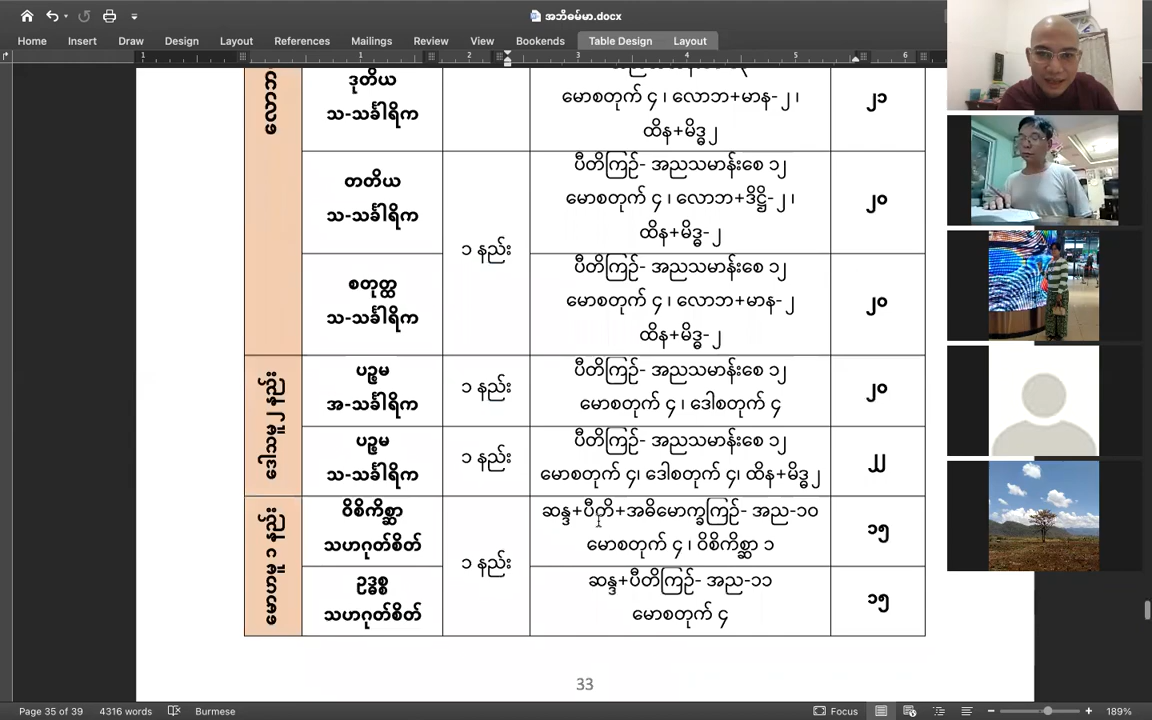 အဘိဓမ္မာ.docx
Home Insert Draw Design Layout References Mailings Review View Bookends Table Design Layout
1 1 2 3 4 5 6
ဒုတိယ
သ-သင်္ခါရိက
မောစတုက် ၄ ၊ လောဘ+မာန-၂ ၊
ထိန+မိဒ္ဓ၂
၂၁
တတိယ
သ-သင်္ခါရိက
၁ နည်း
ပီတိကြဉ်- အညသမာန်းစေ ၁၂
မောစတုက် ၄ ၊ လောဘ+ဒိဋ္ဌိ-၂ ၊
ထိန+မိဒ္ဓ-၂
၂၀
စတုတ္ထ
သ-သင်္ခါရိက
ပီတိကြဉ်- အညသမာန်းစေ ၁၂
မောစတုက် ၄ ၊ လောဘ+မာန-၂
ထိန+မိဒ္ဓ-၂
၂၀
ဒေါသမူ ၂ နည်း
ပဉ္စမ
အ-သင်္ခါရိက
၁ နည်း
ပီတိကြဉ်- အညသမာန်းစေ ၁၂
မောစတုက် ၄ ၊ ဒေါစတုက် ၄
၂၀
ပဉ္စမ
သ-သင်္ခါရိက
၁ နည်း
ပီတိကြဉ်- အညသမာန်းစေ ၁၂
မောစတုက် ၄၊ ဒေါစတုက် ၄၊ ထိန+မိဒ္ဓ၂
၂၂
မောဟမူ ၁ နည်း
ဝိစိကိစ္ဆာ
သဟဂုတ်စိတ်
၁ နည်း
ဆန္ဒ+ပီတိ+အဓိမောက္ခကြဉ်- အည-၁၀
မောစတုက် ၄ ၊ ဝိစိကိစ္ဆာ ၁
၁၅
ဥဒ္ဓစ္စ
သဟဂုတ်စိတ်
ဆန္ဒ+ပီတိကြဉ်- အည-၁၁
မောစတုက် ၄
၁၅
33
Page 35 of 39 4316 words Burmese Focus 189%